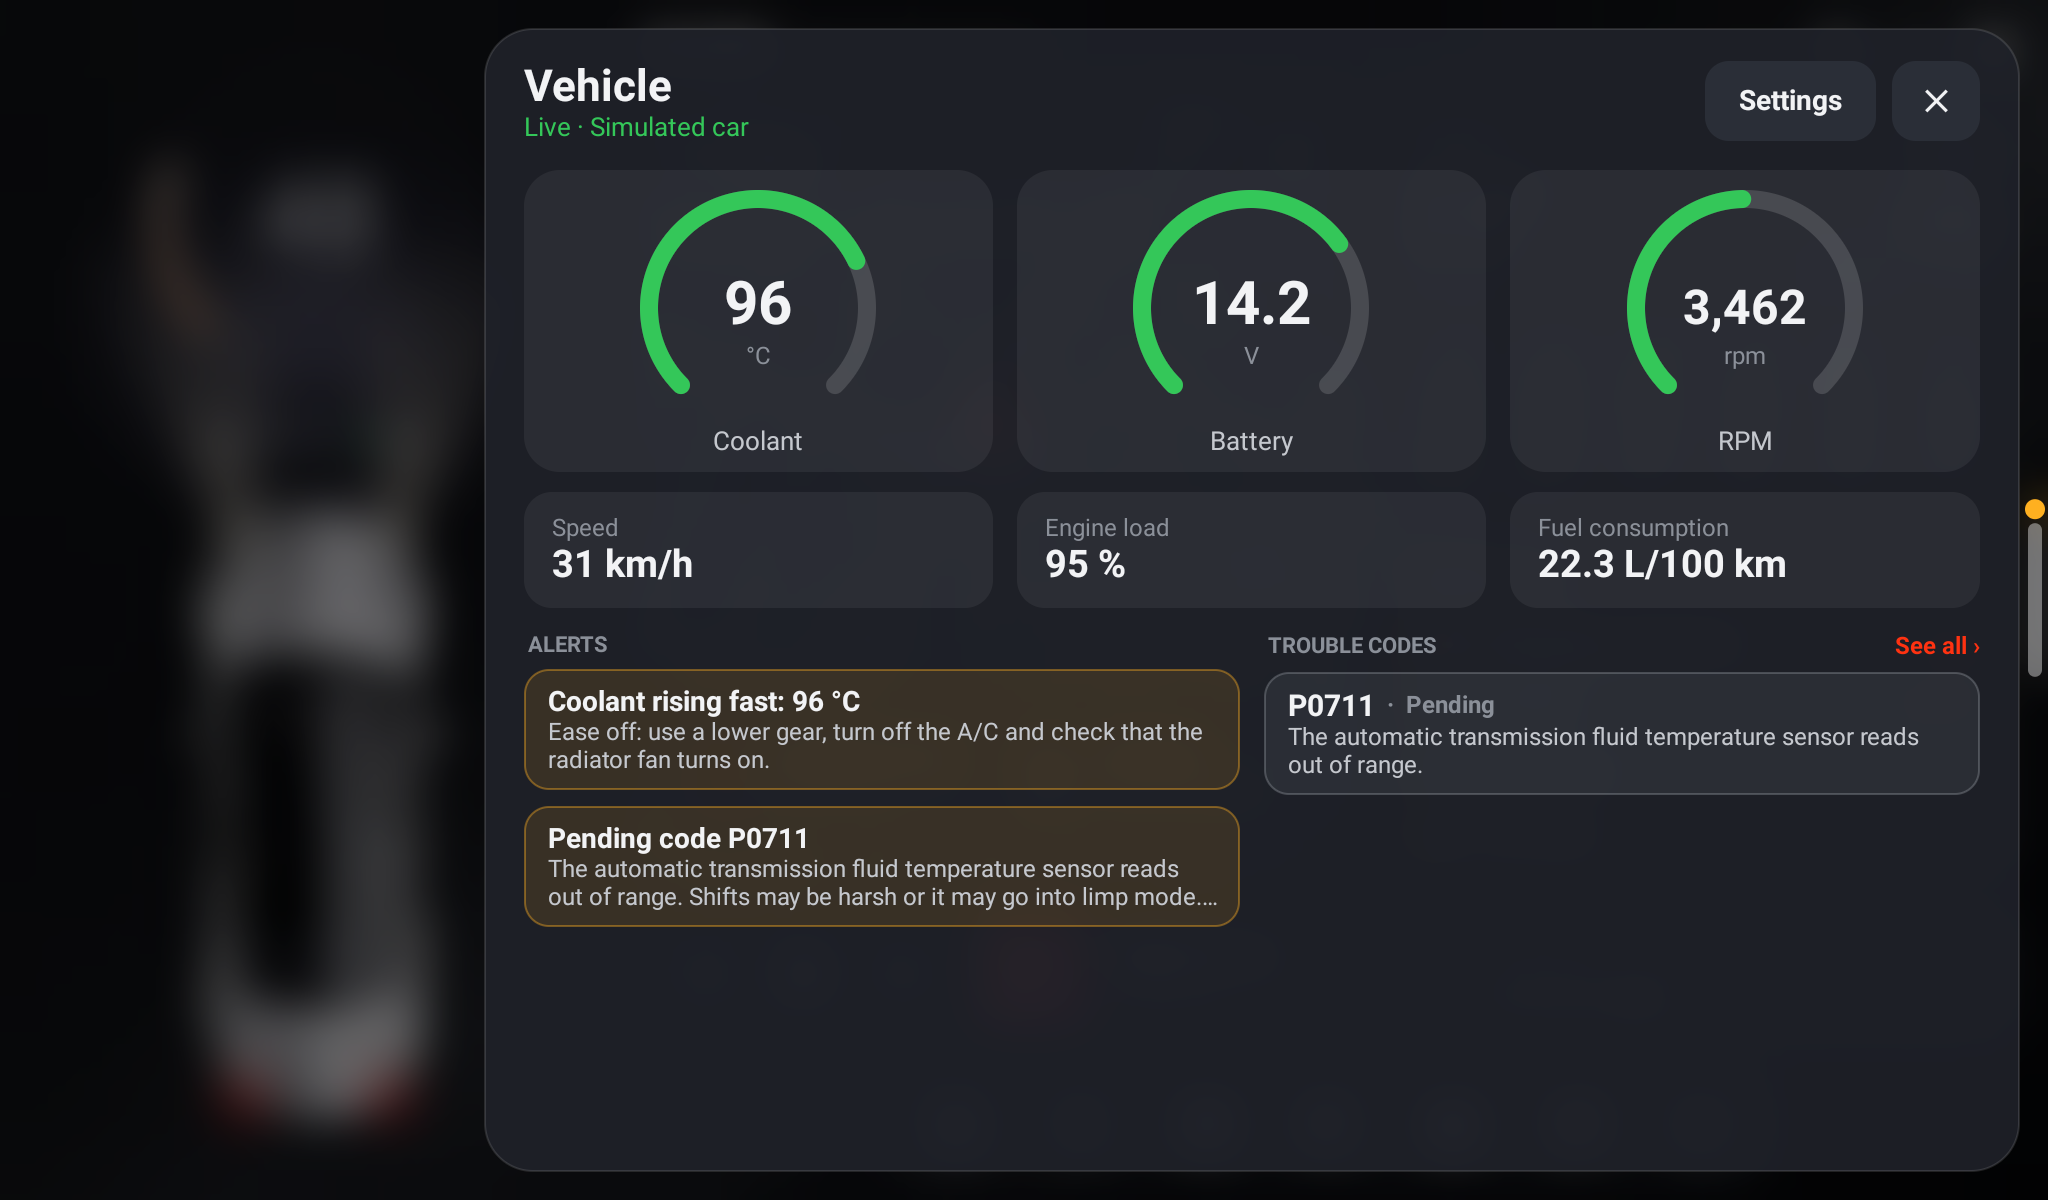 Vehicle
Live · Simulated car
Settings
96
°C
Coolant
14.2
V
Battery
3,462
rpm
RPM
Speed
31 km/h
Engine load
95 %
Fuel consumption
22.3 L/100 km
ALERTS
Coolant rising fast: 96 °C
Ease off: use a lower gear, turn off the A/C and check that the
radiator fan turns on.
Pending code P0711
The automatic transmission fluid temperature sensor reads
out of range. Shifts may be harsh or it may go into limp mode.…
TROUBLE CODES
See all ›
P0711 · Pending
The automatic transmission fluid temperature sensor reads
out of range.